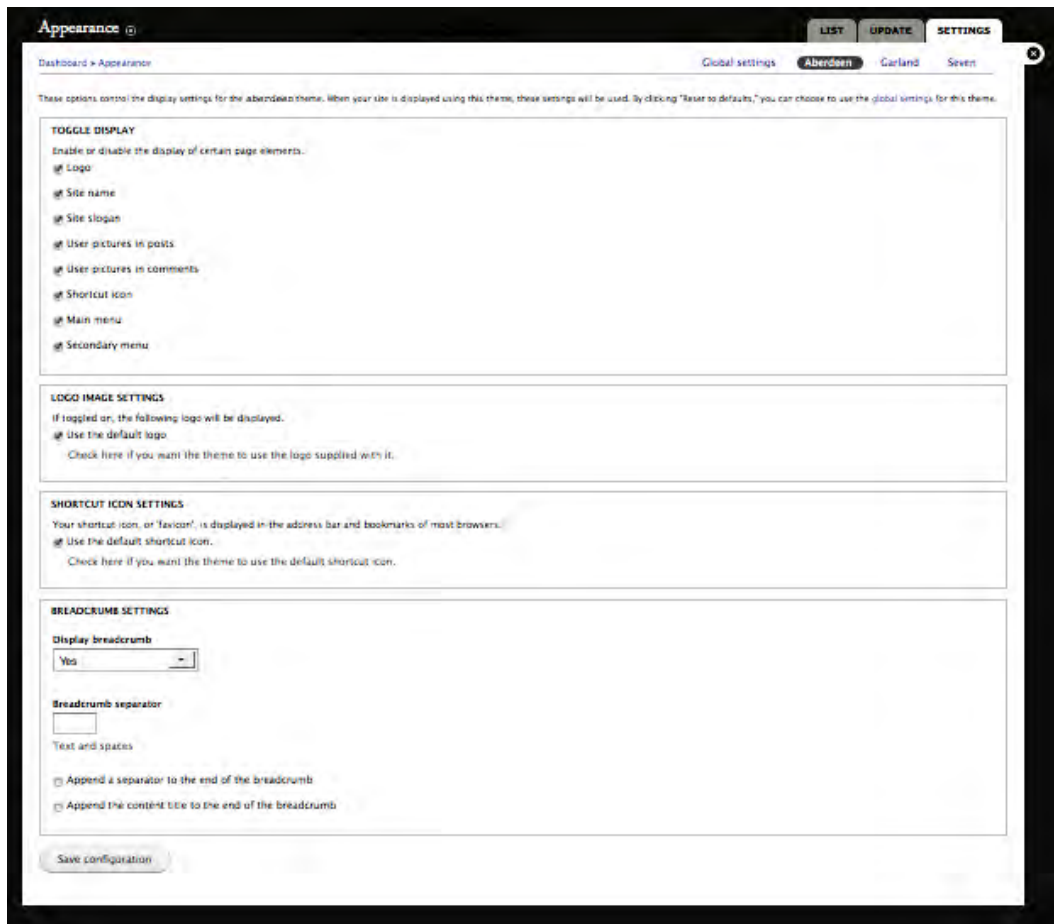 Appearance
LIST UPDATE SETTINGS
Dashboard » Appearance
Global settings Aberdeen Garland Seven
These options control the display settings for the aberdeen theme. When your site is displayed using this theme, these settings will be used. By clicking "Reset to defaults," you can choose to use the global settings for this theme.
TOGGLE DISPLAY
Enable or disable the display of certain page elements.
Logo
Site name
Site slogan
User pictures in posts
User pictures in comments
Shortcut icon
Main menu
Secondary menu
LOGO IMAGE SETTINGS
If toggled on, the following logo will be displayed.
Use the default logo
Check here if you want the theme to use the logo supplied with it.
SHORTCUT ICON SETTINGS
Your shortcut icon, or 'favicon', is displayed in the address bar and bookmarks of most browsers.
Use the default shortcut icon.
Check here if you want the theme to use the default shortcut icon.
BREADCRUMB SETTINGS
Display breadcrumb
Yes
Breadcrumb separator
Text and spaces
Append a separator to the end of the breadcrumb
Append the content title to the end of the breadcrumb
Save configuration